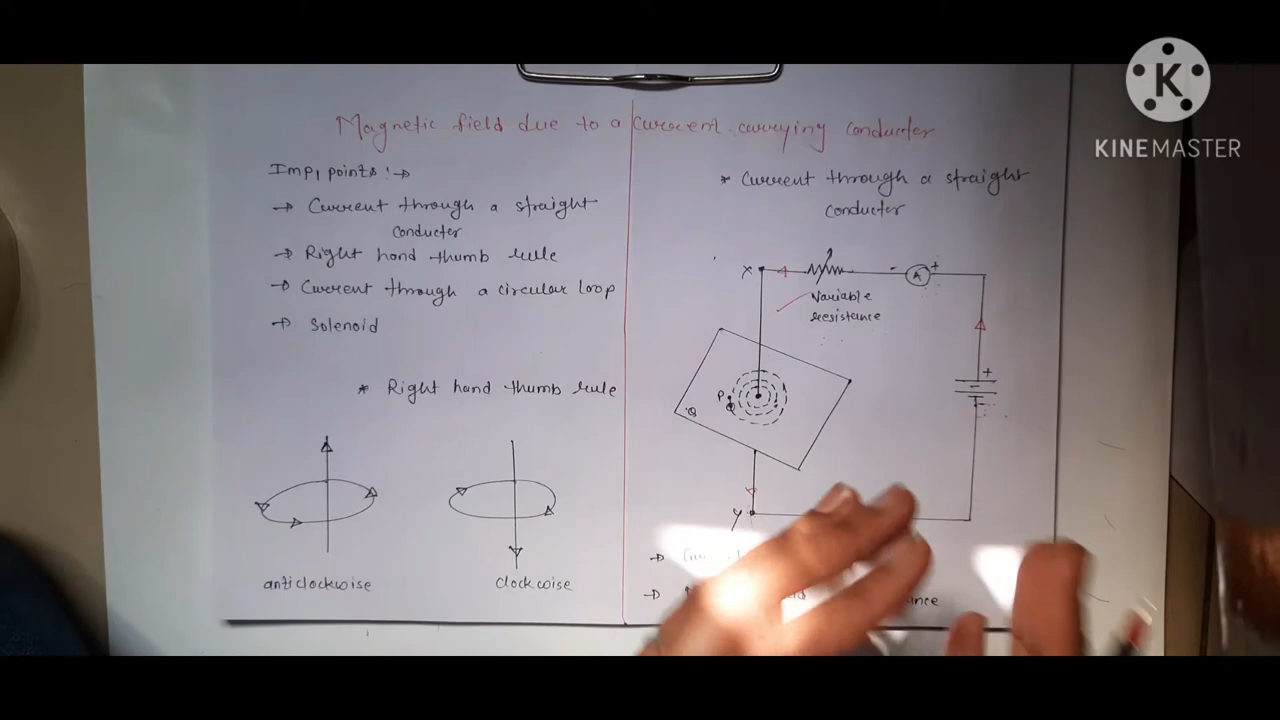 Magnetic field due to a current carrying conductor
Imp, points:→
→ Current through a straight
conductor
→ Right hand thumb rule
→ Current through a circular loop
→ Solenoid
* Right hand thumb rule
anticlockwise
clockwise
* Current through a straight
conductor
X
- A +
Variable
resistance
+
-
P
Q
Y
→
→
KINEMASTER